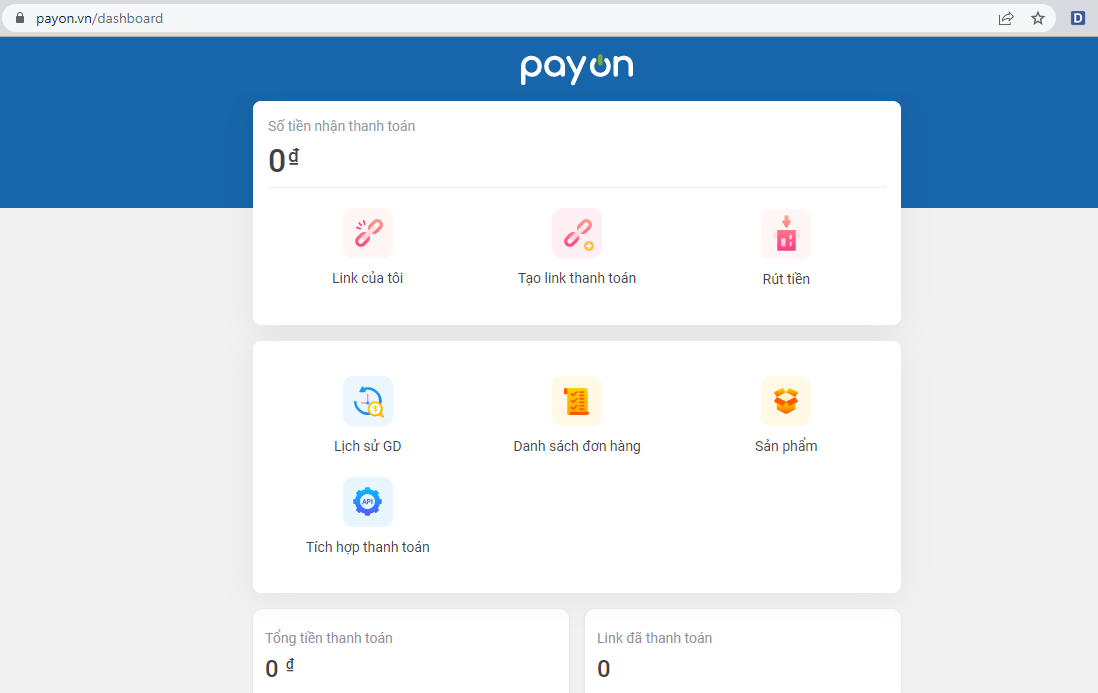 payon.vn/dashboard
D
payon
Số tiền nhận thanh toán
0₫
Link của tôi
Tạo link thanh toán
Rút tiền
Lịch sử GD
Danh sách đơn hàng
Sản phẩm
API
Tích hợp thanh toán
Tổng tiền thanh toán
Link đã thanh toán
0 ₫
0